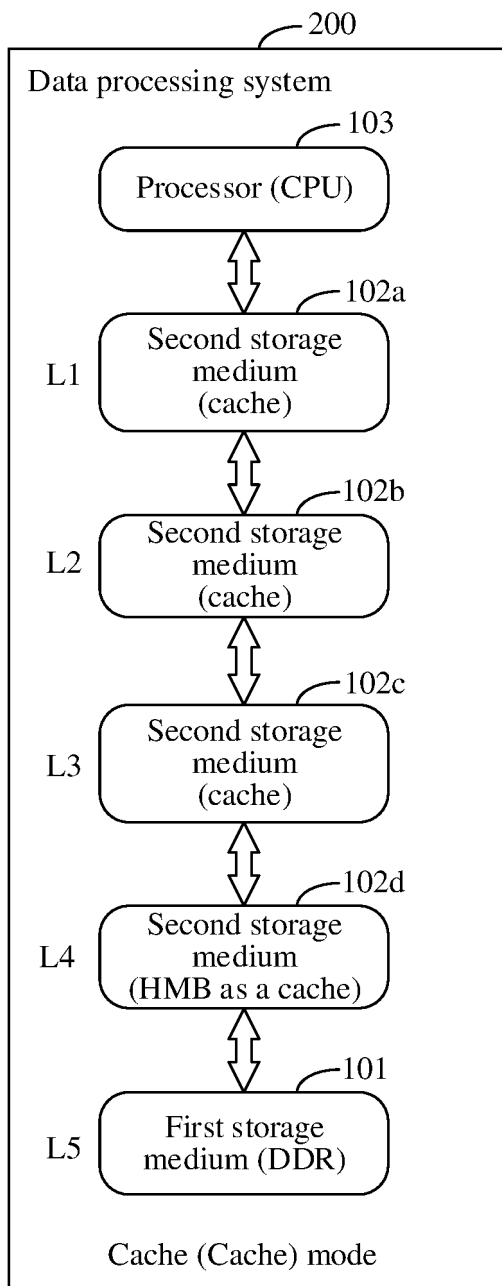 200
Data processing system
103
Processor (CPU)
102a
L1
Second storage
medium
(cache)
102b
L2
Second storage
medium
(cache)
102c
L3
Second storage
medium
(cache)
102d
L4
Second storage
medium
(HMB as a cache)
101
L5
First storage
medium (DDR)
Cache (Cache) mode